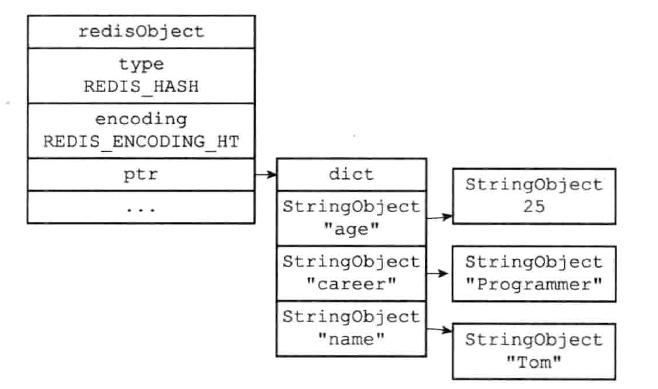 redisObject
type
REDIS_HASH
encoding
REDIS_ENCODING_HT
ptr
...
dict
StringObject
"age"
StringObject
"career"
StringObject
"name"
StringObject
25
StringObject
"Programmer"
StringObject
"Tom"